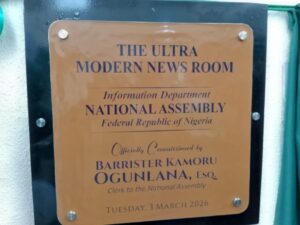 THE ULTRA
MODERN NEWS ROOM
Information Department
NATIONAL ASSEMBLY
Federal Republic of Nigeria
Officially Commissioned by
BARRISTER KAMORU
OGUNLANA, ESQ.
Clerk to the National Assembly
TUESDAY, 3 MARCH 2026